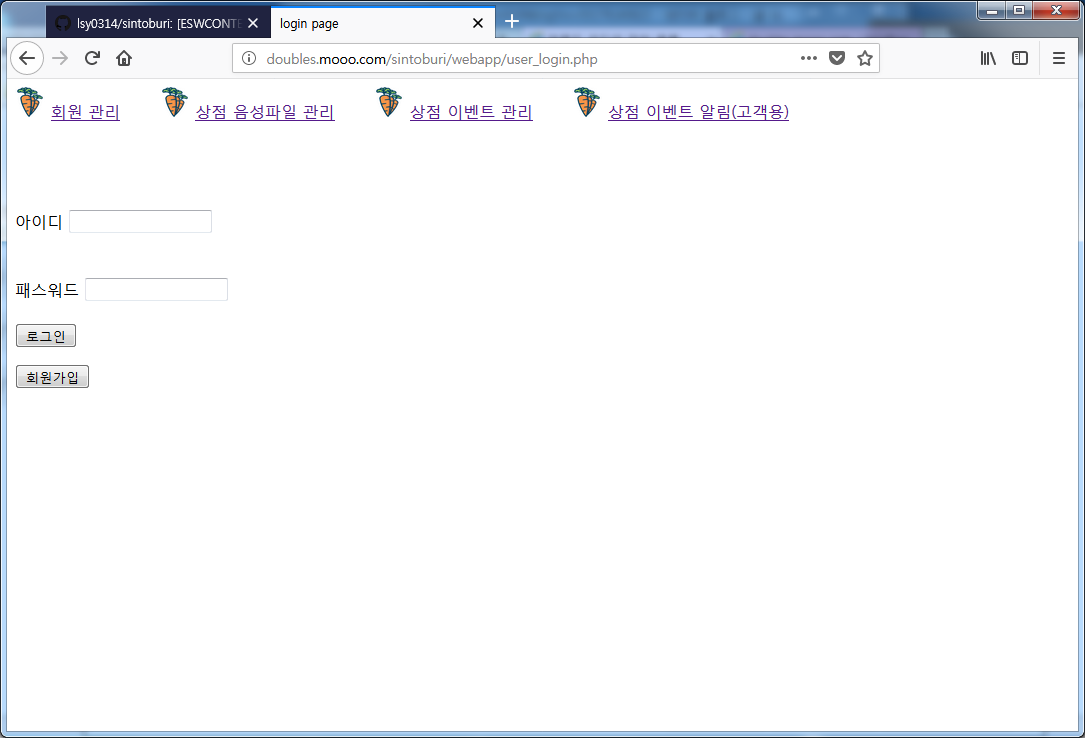 lsy0314/sintoburi: [ESWCONTE
login page
doubles.mooo.com/sintoburi/webapp/user_login.php
회원 관리 상점 음성파일 관리 상점 이벤트 관리 상점 이벤트 알림(고객용)
아이디
패스워드
로그인
회원가입